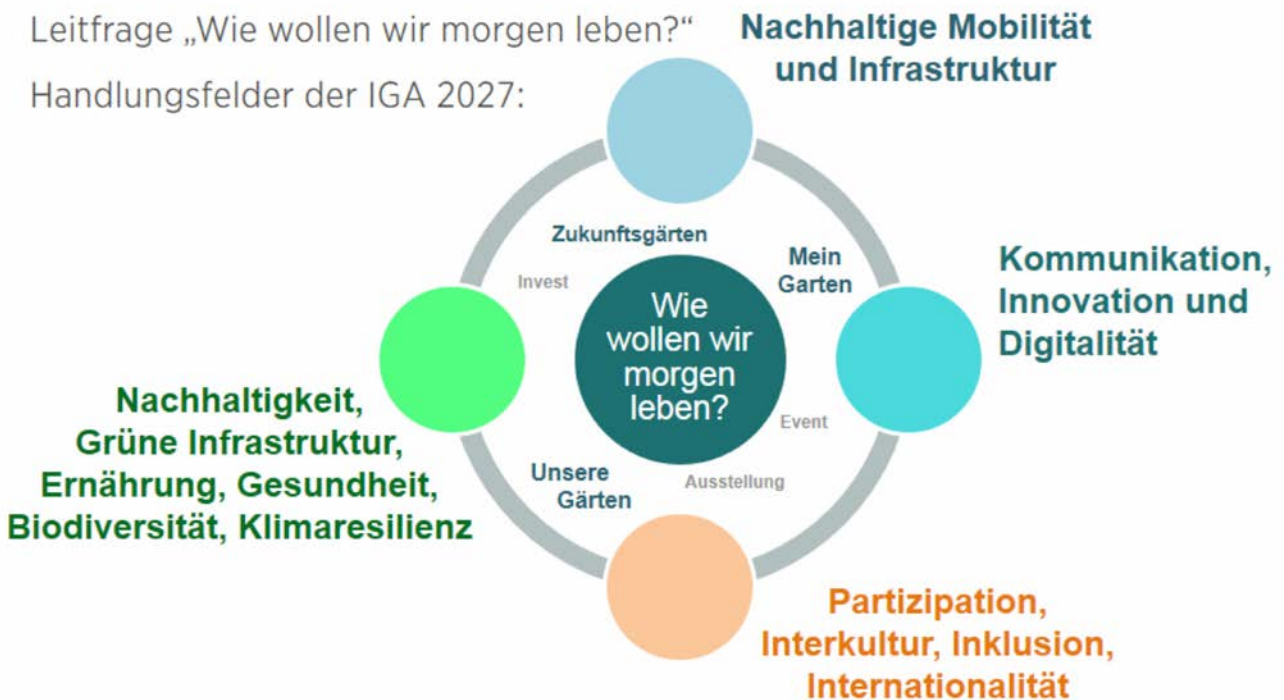 Leitfrage „Wie wollen wir morgen leben?“
Handlungsfelder der IGA 2027:
Nachhaltige Mobilität
und Infrastruktur
Zukunftsgärten
Mein
Garten
Invest
Wie
wollen wir
morgen
leben?
Kommunikation,
Innovation und
Digitalität
Nachhaltigkeit,
Grüne Infrastruktur,
Ernährung, Gesundheit,
Biodiversität, Klimaresilienz
Event
Unsere
Gärten
Ausstellung
Partizipation,
Interkultur, Inklusion,
Internationalität